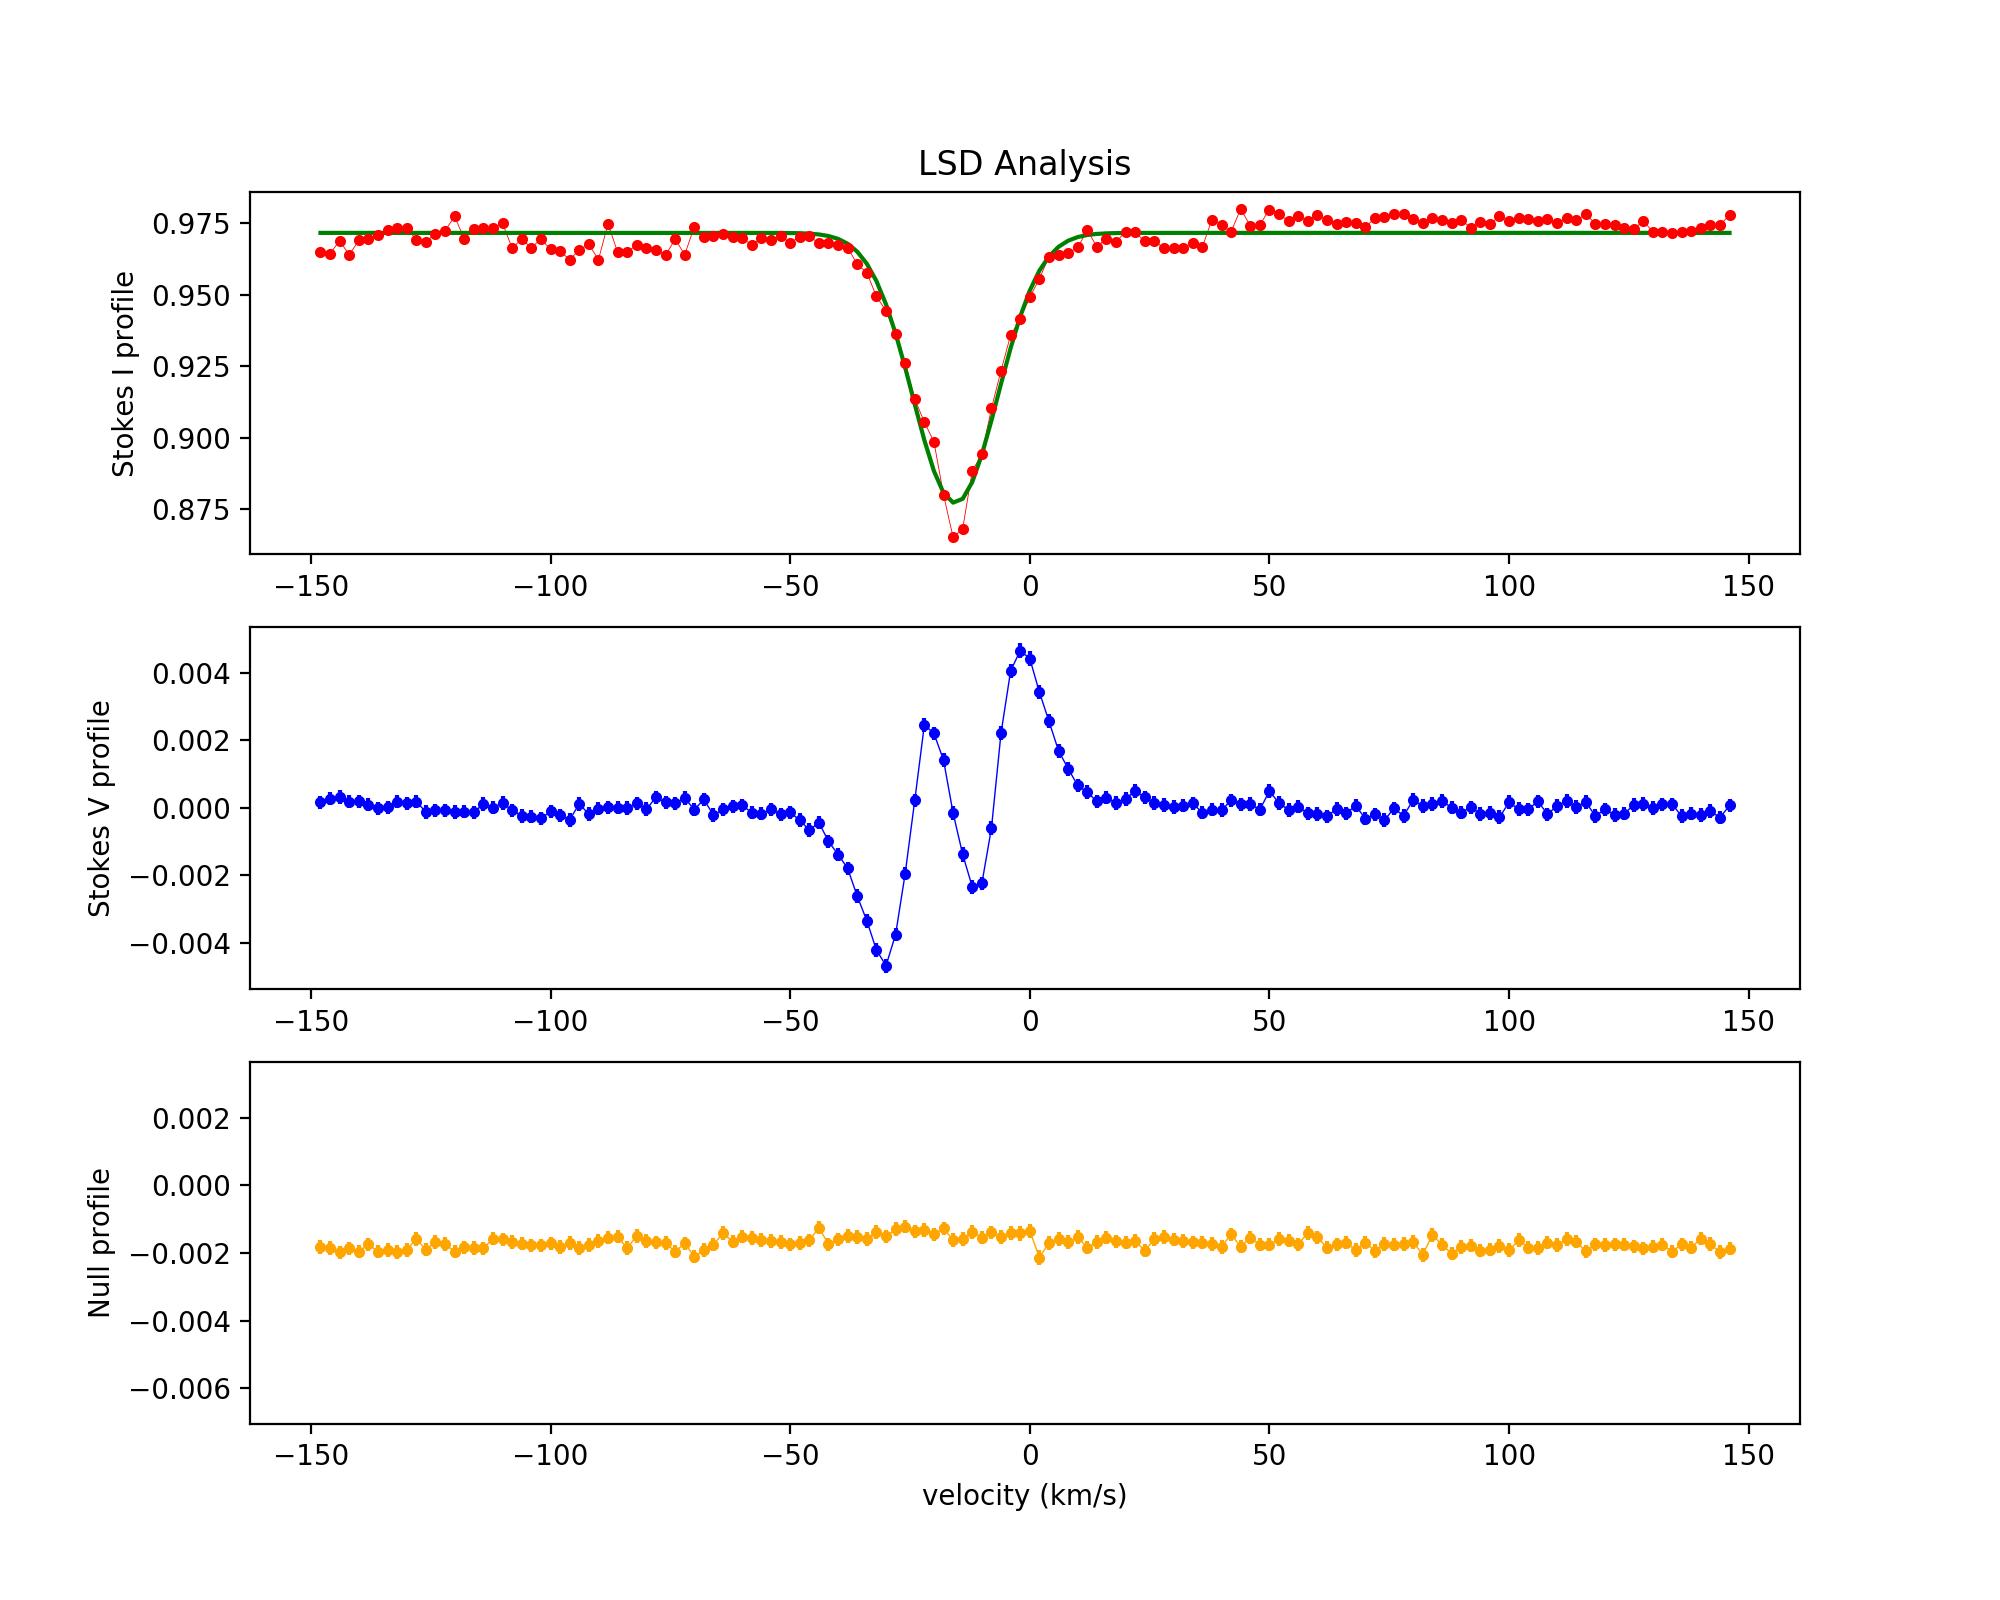 LSD Analysis
Stokes I profile
0.975
0.950
0.925
0.900
0.875
−150 −100 −50 0 50 100 150
Stokes V profile
0.004
0.002
0.000
−0.002
−0.004
−150 −100 −50 0 50 100 150
Null profile
0.002
0.000
−0.002
−0.004
−0.006
−150 −100 −50 0 50 100 150
velocity (km/s)